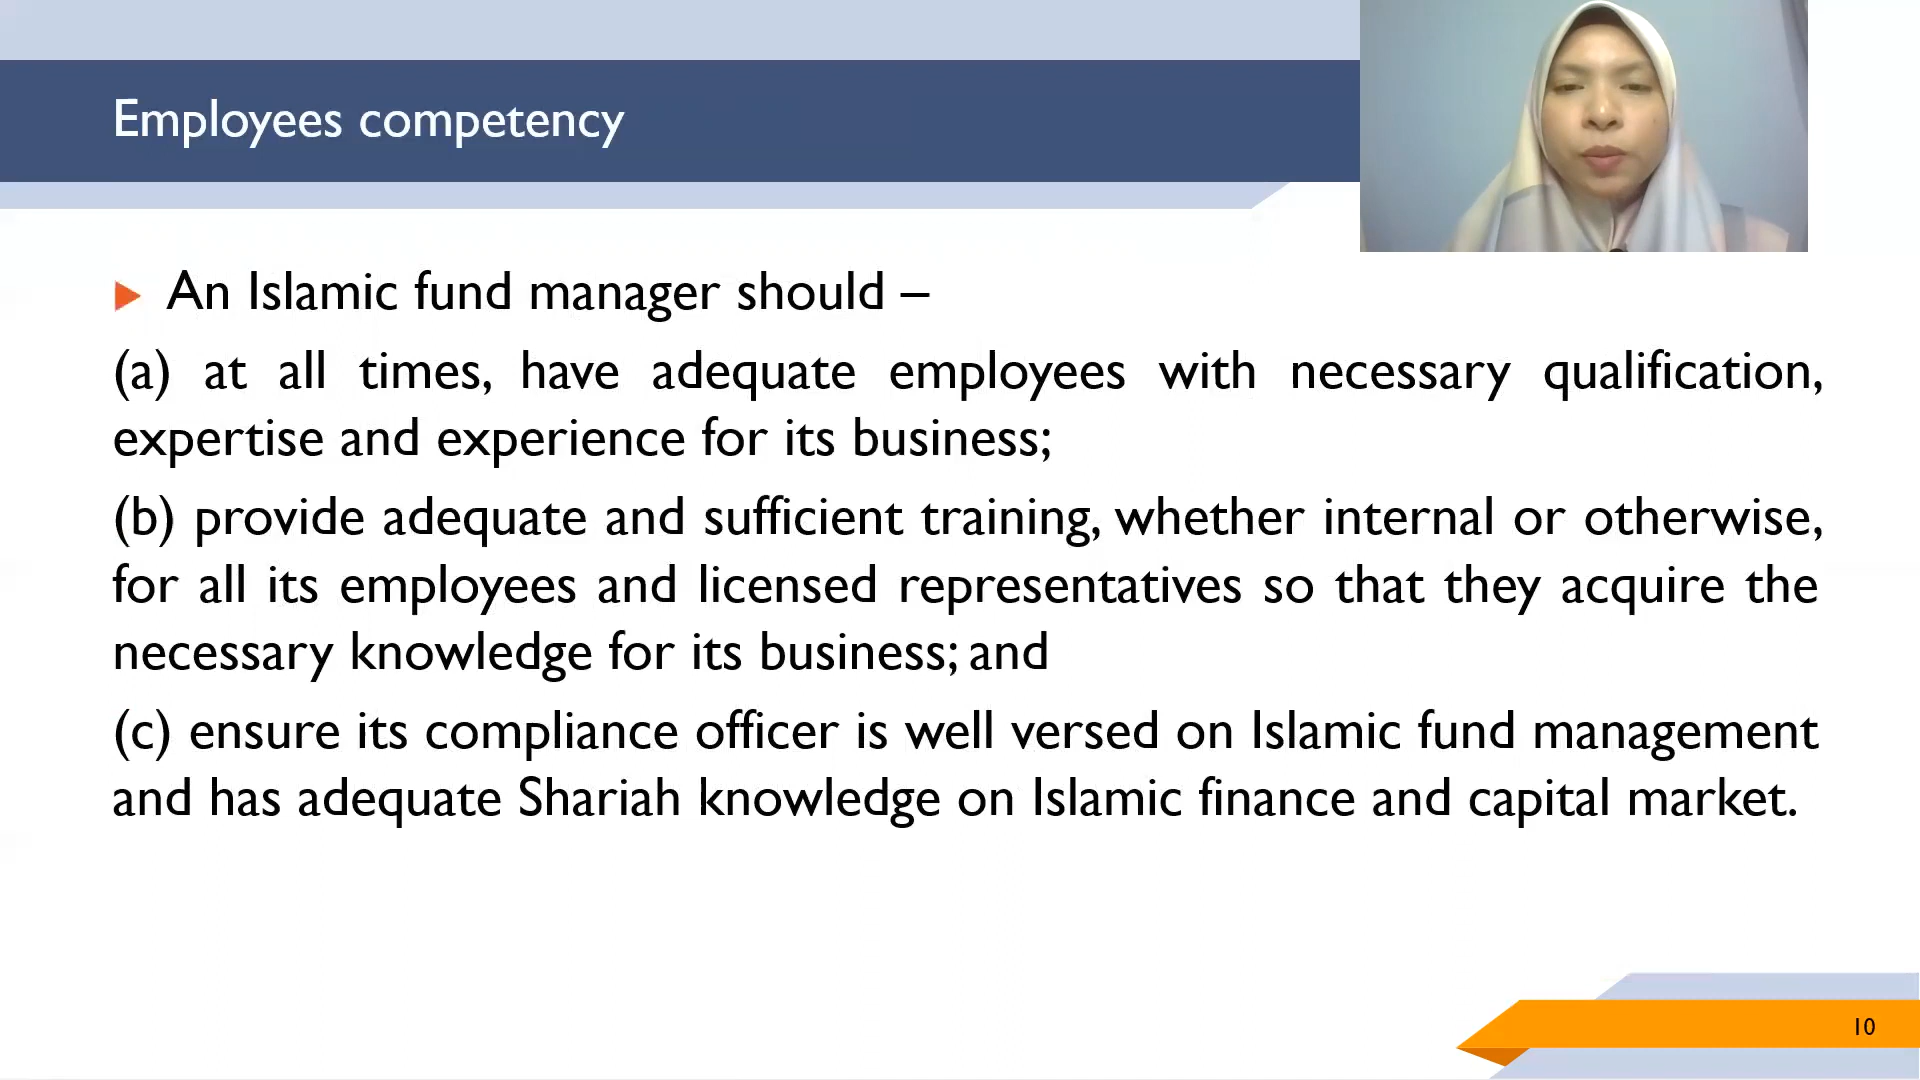 Employees competency
An Islamic fund manager should –
(a) at all times, have adequate employees with necessary qualification,
expertise and experience for its business;
(b) provide adequate and sufficient training, whether internal or otherwise,
for all its employees and licensed representatives so that they acquire the
necessary knowledge for its business; and
(c) ensure its compliance officer is well versed on Islamic fund management
and has adequate Shariah knowledge on Islamic finance and capital market.
10